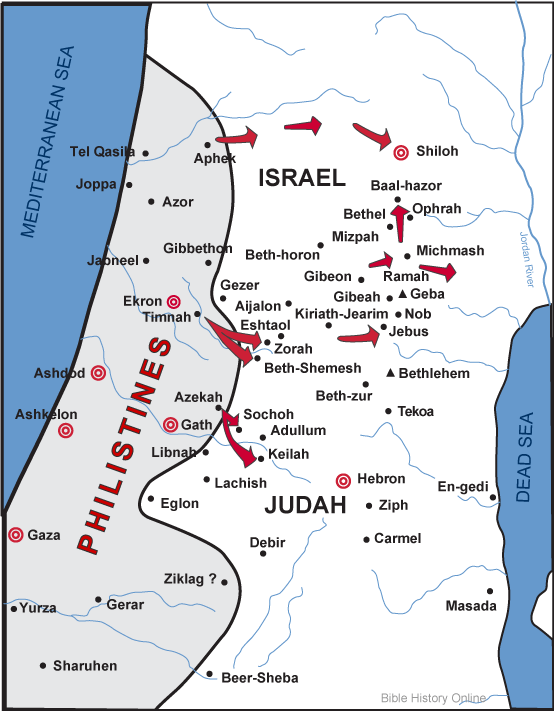 MEDITERRANEAN SEA
Tel Qasila
Aphek
Shiloh
ISRAEL
Joppa
Azor
Baal-hazor
Bethel
Ophrah
Mizpah
Jordan River
Beth-horon
Michmash
Jabneel
Gibbethon
Gibeon
Ramah
Gezer
Gibeah
Geba
Ekron
Aijalon
Timnah
Kiriath-Jearim
Nob
Eshtaol
Jebus
Zorah
Beth-Shemesh
Ashdod
Bethlehem
PHILISTINES
Beth-zur
Azekah
Ashkelon
Sochoh
Tekoa
Gath
Adullum
Libnah
Keilah
DEAD SEA
Lachish
Hebron
En-gedi
Eglon
JUDAH
Ziph
Gaza
Debir
Carmel
Ziklag ?
Yurza
Gerar
Masada
Sharuhen
Beer-Sheba
Bible History Online